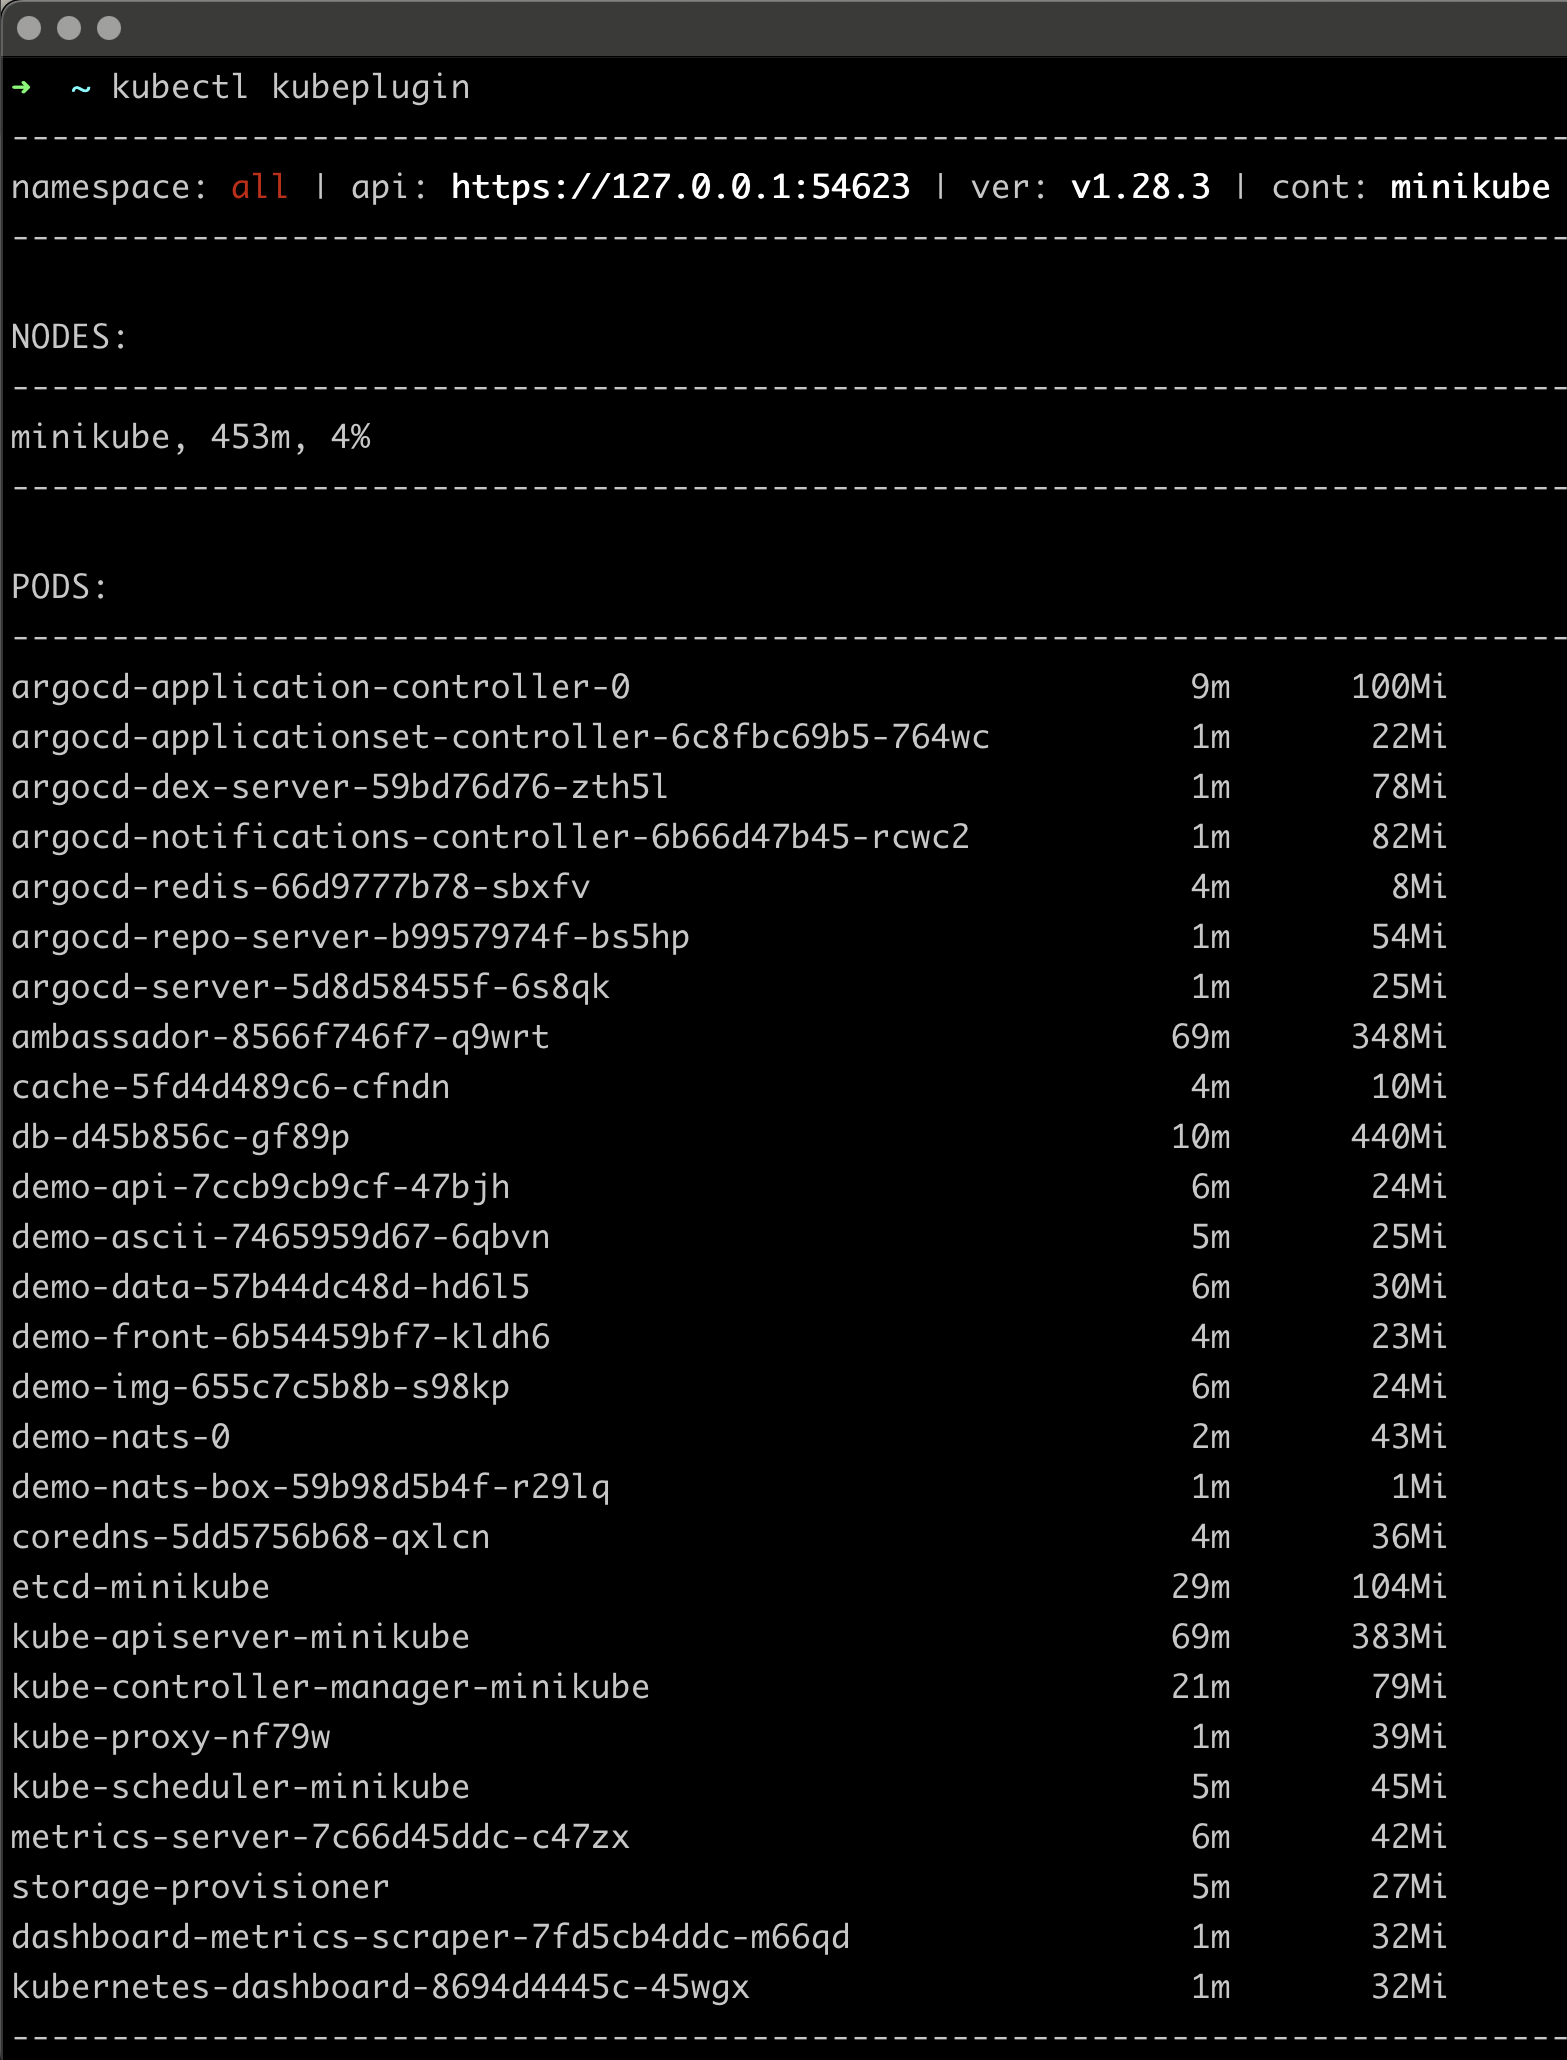 ➜  ~ kubectl kubeplugin
------------------------------------------------------------------------------
namespace: all | api: https://127.0.0.1:54623 | ver: v1.28.3 | cont: minikube
------------------------------------------------------------------------------
NODES:
------------------------------------------------------------------------------
minikube, 453m, 4%
------------------------------------------------------------------------------
PODS:
------------------------------------------------------------------------------
argocd-application-controller-0 9m 100Mi
argocd-applicationset-controller-6c8fbc69b5-764wc 1m 22Mi
argocd-dex-server-59bd76d76-zth5l 1m 78Mi
argocd-notifications-controller-6b66d47b45-rcwc2 1m 82Mi
argocd-redis-66d9777b78-sbxfv 4m 8Mi
argocd-repo-server-b9957974f-bs5hp 1m 54Mi
argocd-server-5d8d58455f-6s8qk 1m 25Mi
ambassador-8566f746f7-q9wrt 69m 348Mi
cache-5fd4d489c6-cfndn 4m 10Mi
db-d45b856c-gf89p 10m 440Mi
demo-api-7ccb9cb9cf-47bjh 6m 24Mi
demo-ascii-7465959d67-6qbvn 5m 25Mi
demo-data-57b44dc48d-hd6l5 6m 30Mi
demo-front-6b54459bf7-kldh6 4m 23Mi
demo-img-655c7c5b8b-s98kp 6m 24Mi
demo-nats-0 2m 43Mi
demo-nats-box-59b98d5b4f-r29lq 1m 1Mi
coredns-5dd5756b68-qxlcn 4m 36Mi
etcd-minikube 29m 104Mi
kube-apiserver-minikube 69m 383Mi
kube-controller-manager-minikube 21m 79Mi
kube-proxy-nf79w 1m 39Mi
kube-scheduler-minikube 5m 45Mi
metrics-server-7c66d45ddc-c47zx 6m 42Mi
storage-provisioner 5m 27Mi
dashboard-metrics-scraper-7fd5cb4ddc-m66qd 1m 32Mi
kubernetes-dashboard-8694d4445c-45wgx 1m 32Mi
------------------------------------------------------------------------------